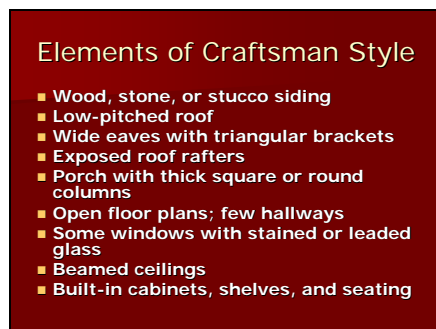 Elements of Craftsman Style
■ Wood, stone, or stucco siding
■ Low-pitched roof
■ Wide eaves with triangular brackets
■ Exposed roof rafters
■ Porch with thick square or round
columns
■ Open floor plans; few hallways
■ Some windows with stained or leaded
glass
■ Beamed ceilings
■ Built-in cabinets, shelves, and seating